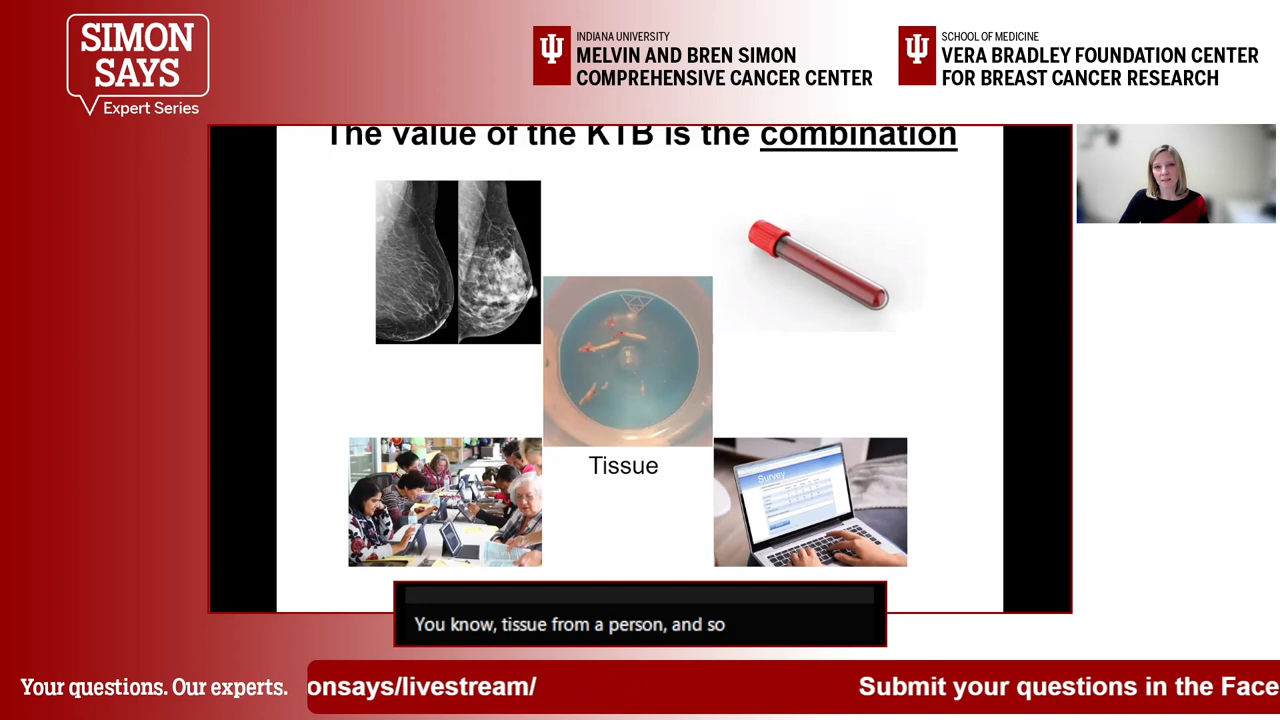 SIMON
SAYS
Expert Series
INDIANA UNIVERSITY
MELVIN AND BREN SIMON
COMPREHENSIVE CANCER CENTER
SCHOOL OF MEDICINE
VERA BRADLEY FOUNDATION CENTER
FOR BREAST CANCER RESEARCH
The value of the KTB is the combination
Tissue
Survey
You know, tissue from a person, and so
Your questions. Our experts.
onsays/livestream/
Submit your questions in the Face